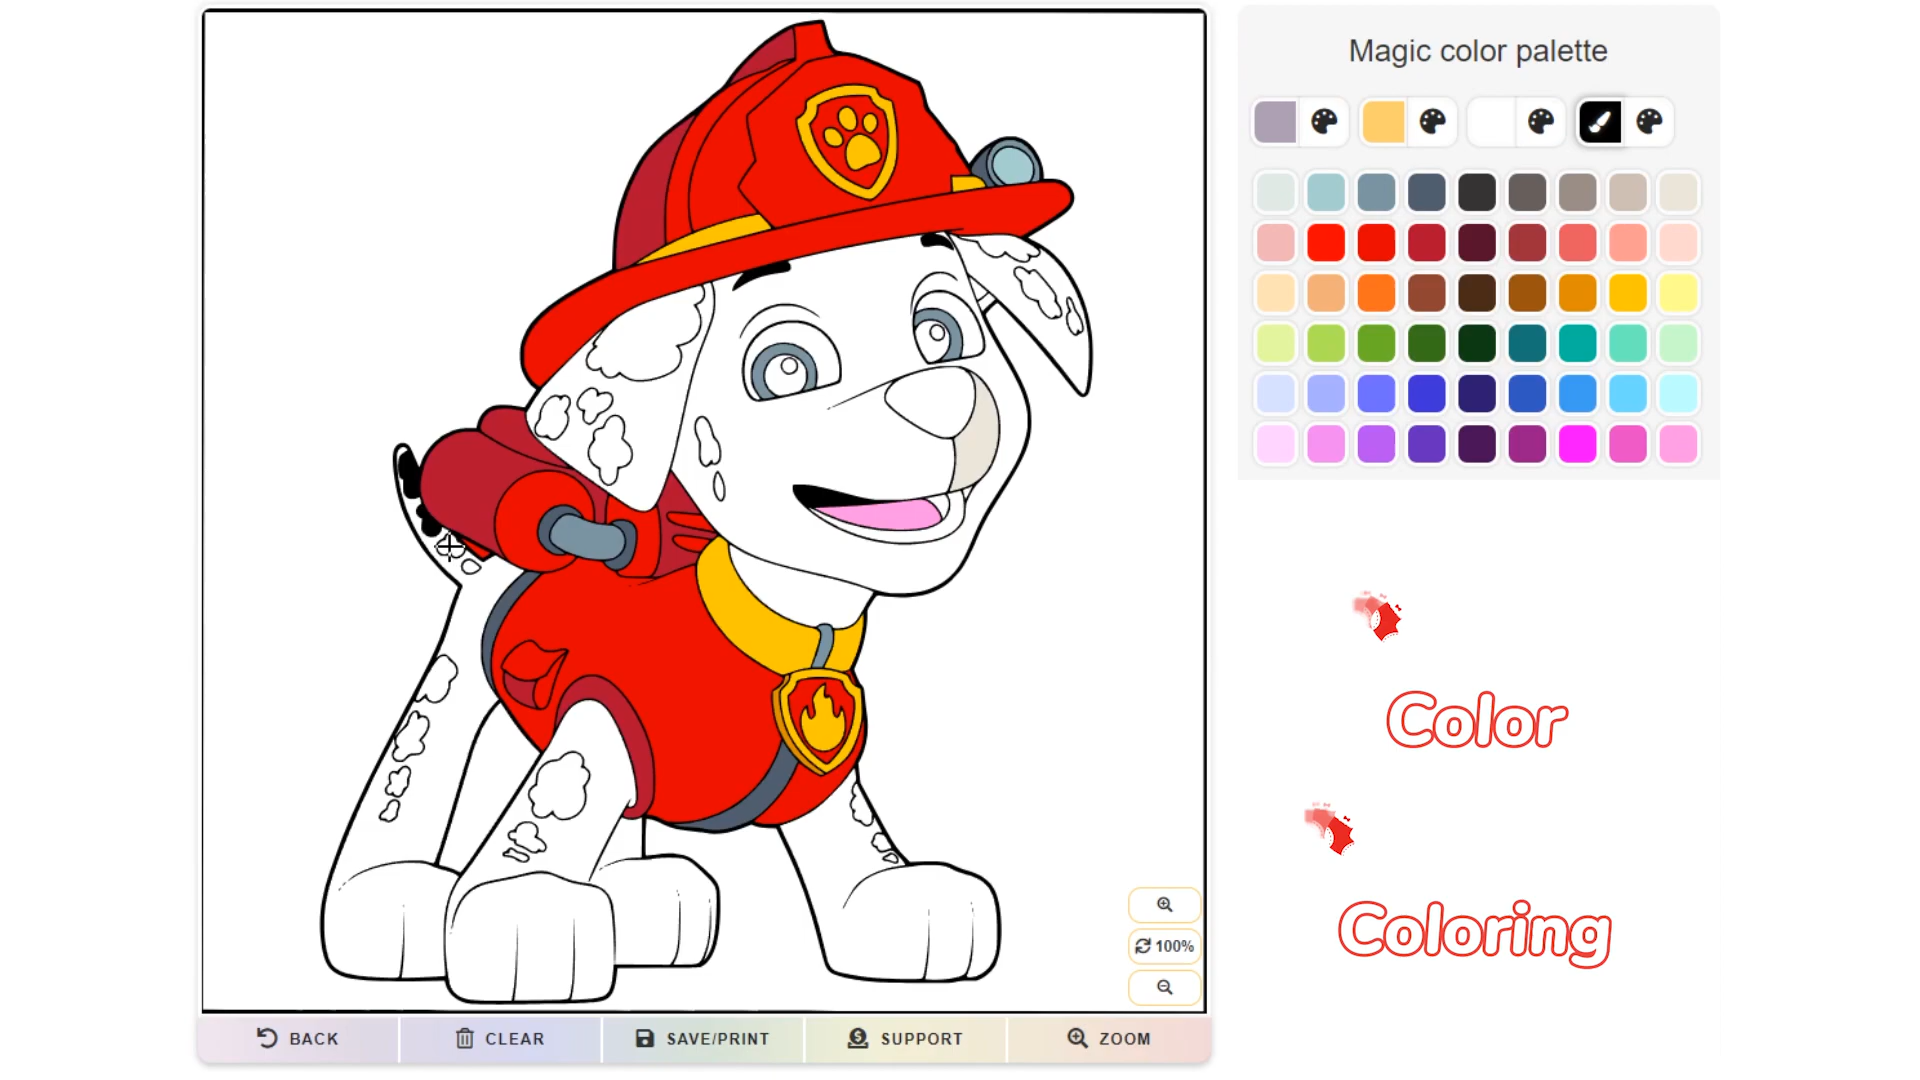 Magic color palette
100%
BACK
CLEAR
SAVE/PRINT
SUPPORT
ZOOM
Color
Coloring